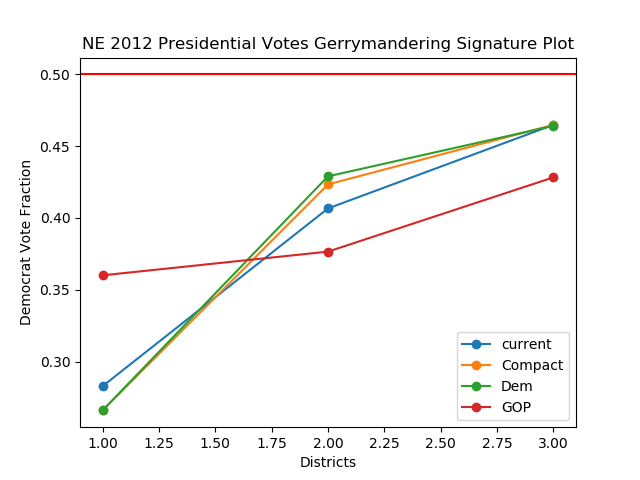 NE 2012 Presidential Votes Gerrymandering Signature Plot
0.50
0.45
0.40
0.35
0.30
Democrat Vote Fraction
current
Compact
Dem
GOP
1.00 1.25 1.50 1.75 2.00 2.25 2.50 2.75 3.00
Districts